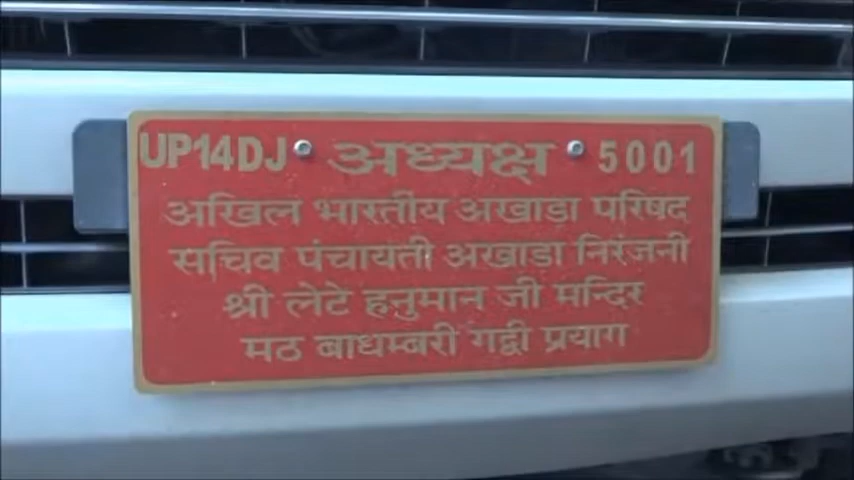 UP14DJ अध्यक्ष 5001
अखिल भारतीय अखाडा परिषद
सचिव पंचायती अखाडा निरंजनी
श्री लेटे हनुमान जी मन्दिर
मठ बाधम्बरी गद्दी प्रयाग